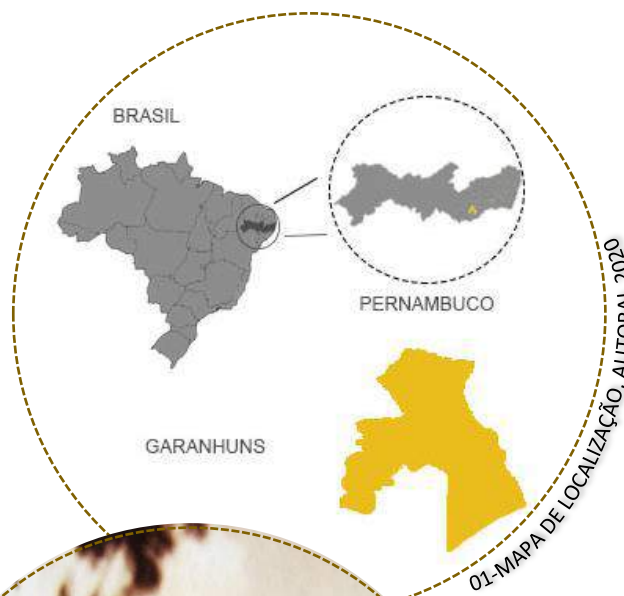 BRASIL
PERNAMBUCO
GARANHUNS
01-MAPA DE LOCALIZAÇÃO, AUTORAL 2020